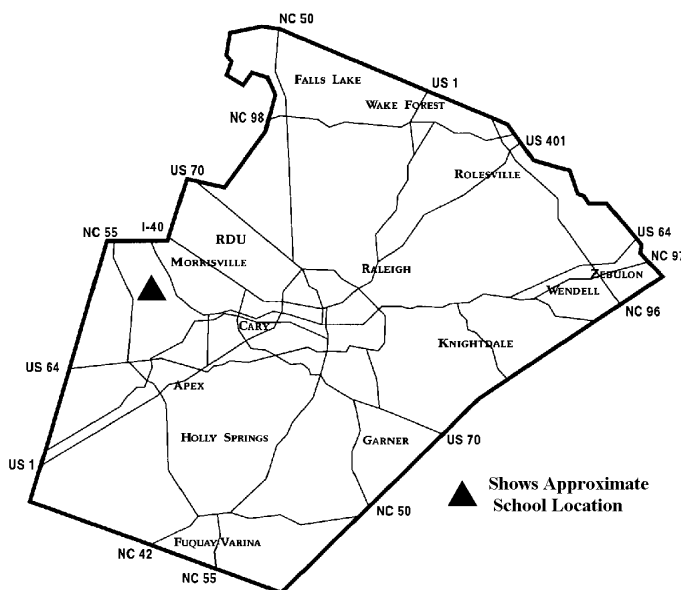 NC 50
FALLS LAKE
US 1
WAKE FOREST
NC 98
US 401
US 70
ROLESVILLE
I-40
NC 55
RDU
US 64
MORRISVILLE
RALEIGH
NC 97
ZEBULON
WENDELL
NC 96
CARY
KNIGHTDALE
US 64
APEX
HOLLY SPRINGS
GARNER
US 70
US 1
Shows Approximate
School Location
NC 50
FUQUAY-VARINA
NC 42
NC 55